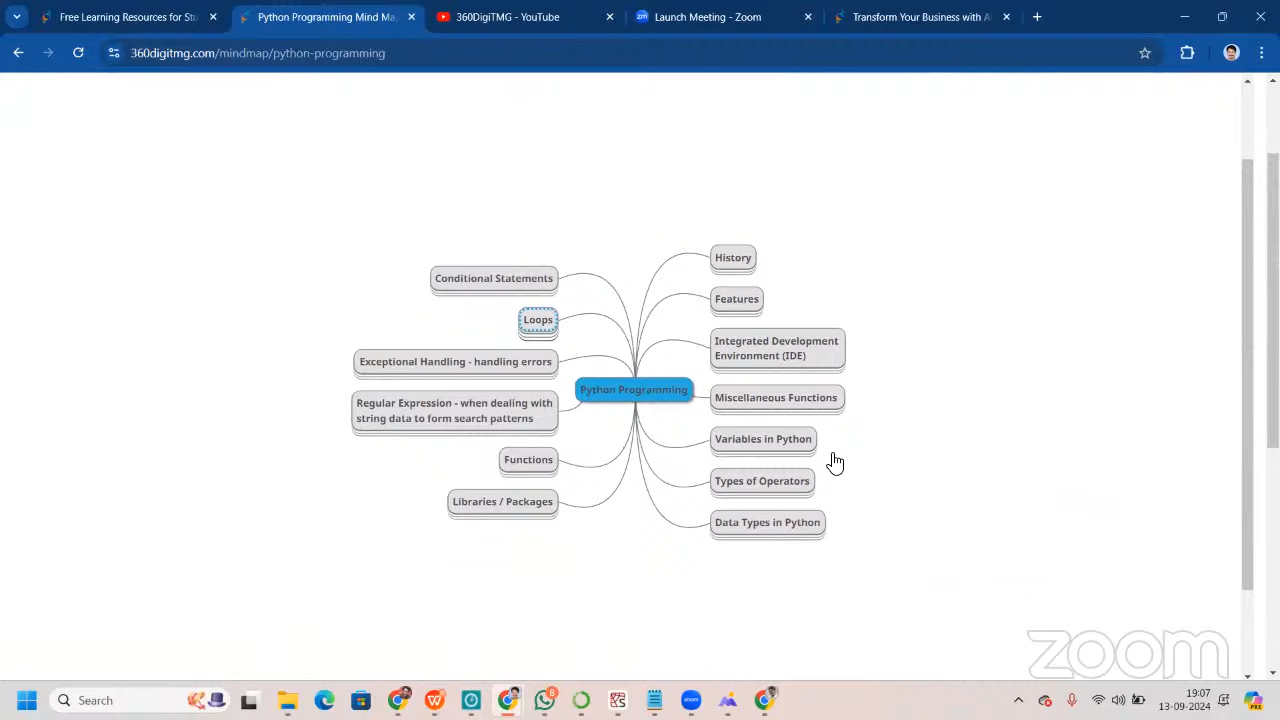 Free Learning Resources for Stu
Python Programming Mind Ma
360DigiTMG - YouTube
Launch Meeting - Zoom
Transform Your Business with AI
360digitmg.com/mindmap/python-programming
Conditional Statements
Loops
Exceptional Handling - handling errors
Regular Expression - when dealing with
string data to form search patterns
Functions
Libraries / Packages
Python Programming
History
Features
Integrated Development
Environment (IDE)
Miscellaneous Functions
Variables in Python
Types of Operators
Data Types in Python
zoom
Search
8
19:07
13-09-2024
PRE